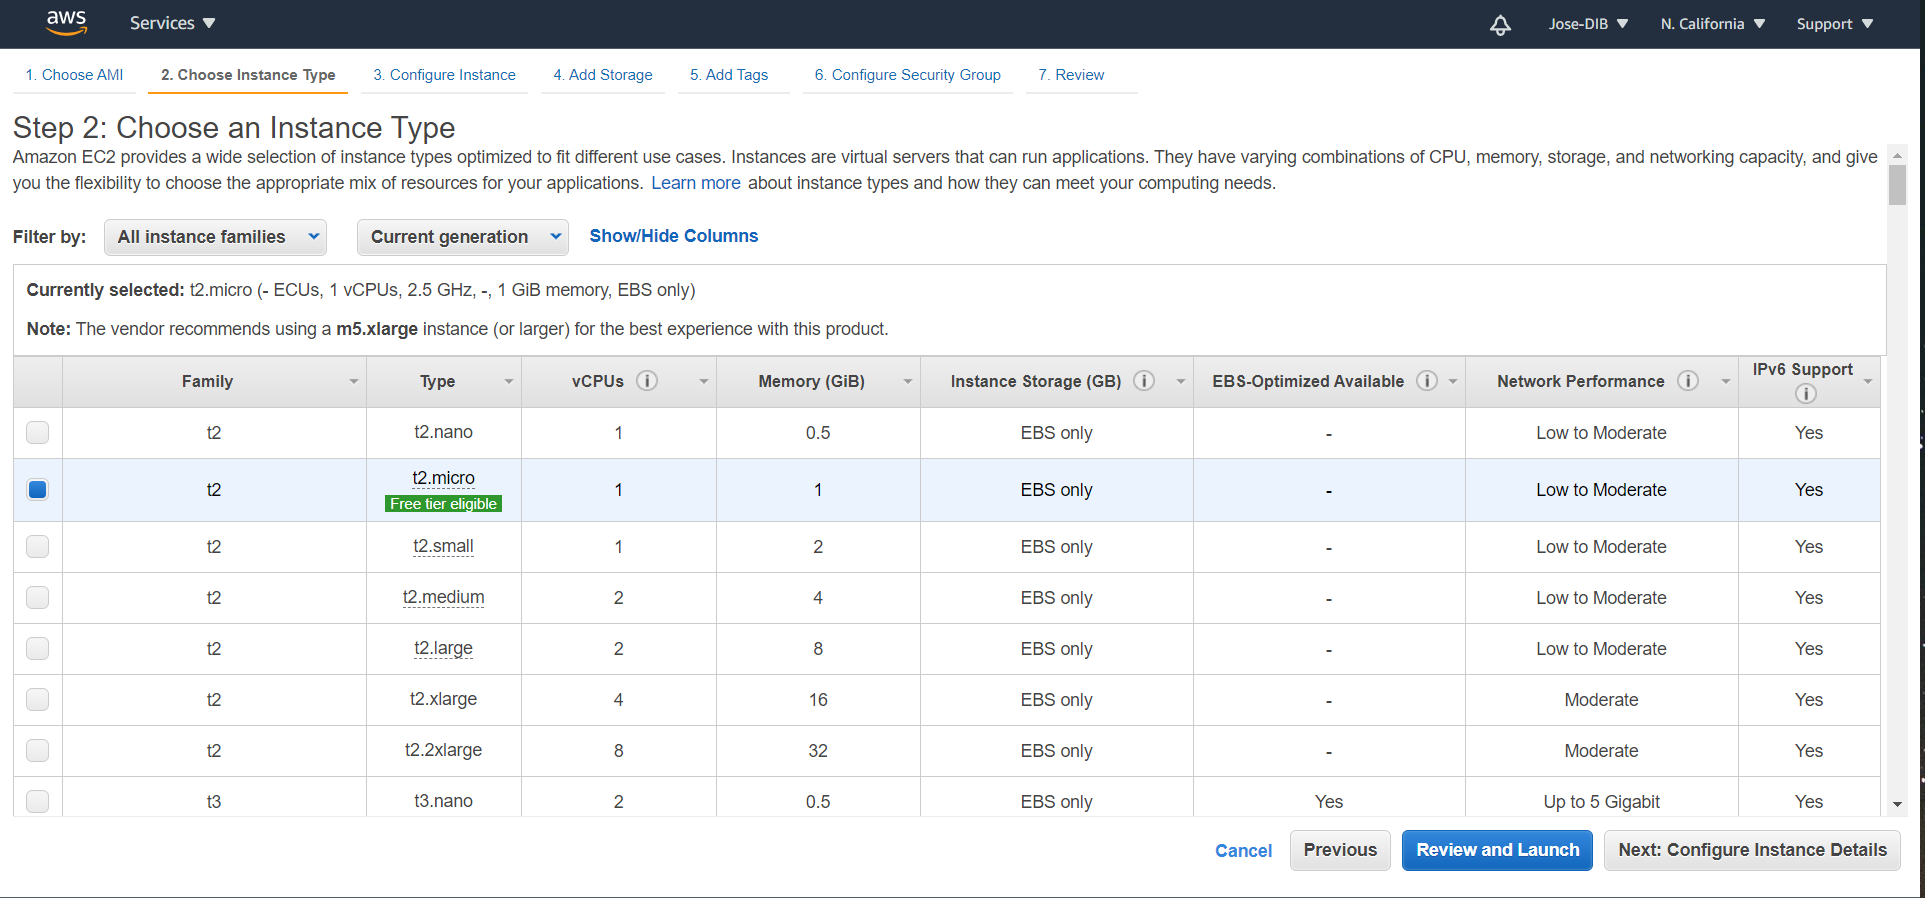 aws Services Jose-DIB N. California Support
1. Choose AMI 2. Choose Instance Type 3. Configure Instance 4. Add Storage 5. Add Tags 6. Configure Security Group 7. Review
Step 2: Choose an Instance Type
Amazon EC2 provides a wide selection of instance types optimized to fit different use cases. Instances are virtual servers that can run applications. They have varying combinations of CPU, memory, storage, and networking capacity, and give
you the flexibility to choose the appropriate mix of resources for your applications. Learn more about instance types and how they can meet your computing needs.
Filter by: All instance families Current generation Show/Hide Columns
Currently selected: t2.micro (- ECUs, 1 vCPUs, 2.5 GHz, -, 1 GiB memory, EBS only)
Note: The vendor recommends using a m5.xlarge instance (or larger) for the best experience with this product.
Family Type vCPUs i Memory (GiB) Instance Storage (GB) i EBS-Optimized Available i Network Performance i IPv6 Support i
t2 t2.nano 1 0.5 EBS only - Low to Moderate Yes
t2 t2.micro 1 1 EBS only - Low to Moderate Yes
Free tier eligible
t2 t2.small 1 2 EBS only - Low to Moderate Yes
t2 t2.medium 2 4 EBS only - Low to Moderate Yes
t2 t2.large 2 8 EBS only - Low to Moderate Yes
t2 t2.xlarge 4 16 EBS only - Moderate Yes
t2 t2.2xlarge 8 32 EBS only - Moderate Yes
t3 t3.nano 2 0.5 EBS only Yes Up to 5 Gigabit Yes
Cancel Previous Review and Launch Next: Configure Instance Details